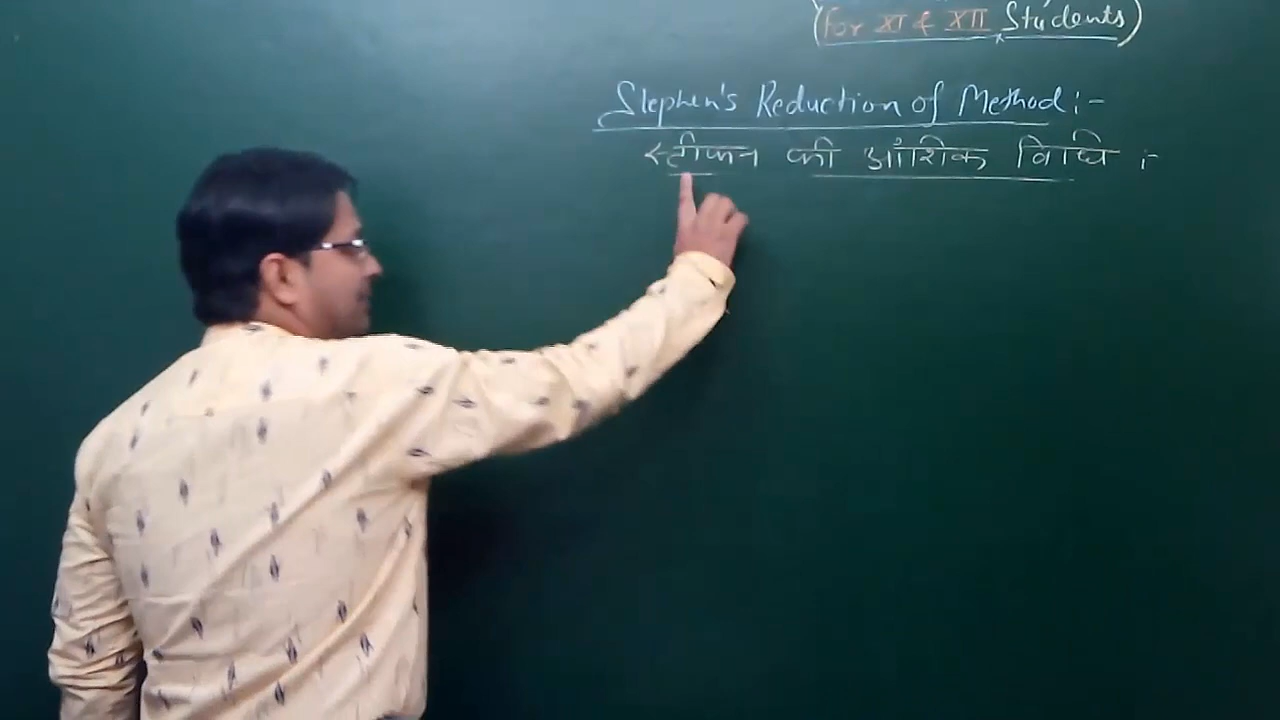 (For XI & XII Students)
Stephen's Reduction of Method :-
स्टीफन की आंशिक विधि :-